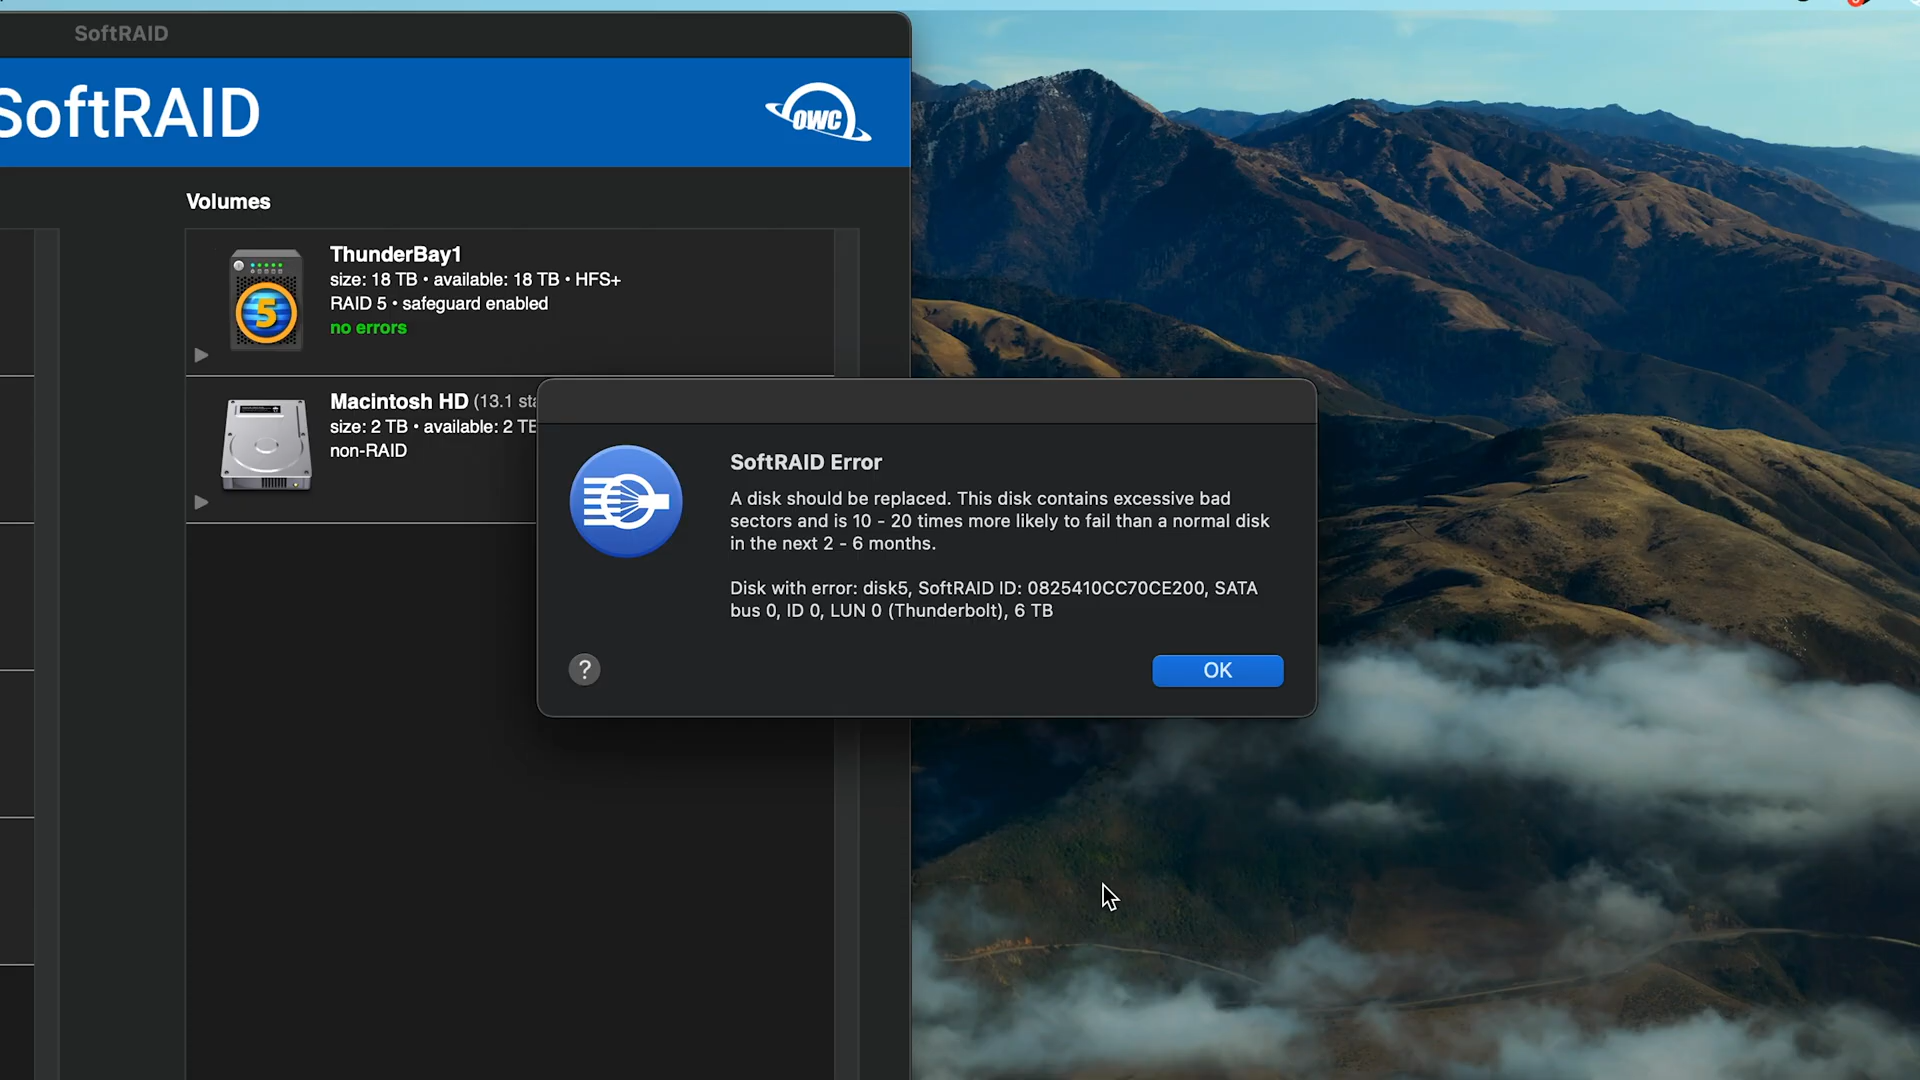 SoftRAID
SoftRAID
OWC
Volumes
ThunderBay1
size: 18 TB • available: 18 TB • HFS+
RAID 5 • safeguard enabled
no errors
5
Macintosh HD (13.1 sta
size: 2 TB • available: 2 TE
non-RAID
SoftRAID Error
A disk should be replaced. This disk contains excessive bad
sectors and is 10 - 20 times more likely to fail than a normal disk
in the next 2 - 6 months.
Disk with error: disk5, SoftRAID ID: 0825410CC70CE200, SATA
bus 0, ID 0, LUN 0 (Thunderbolt), 6 TB
?
OK